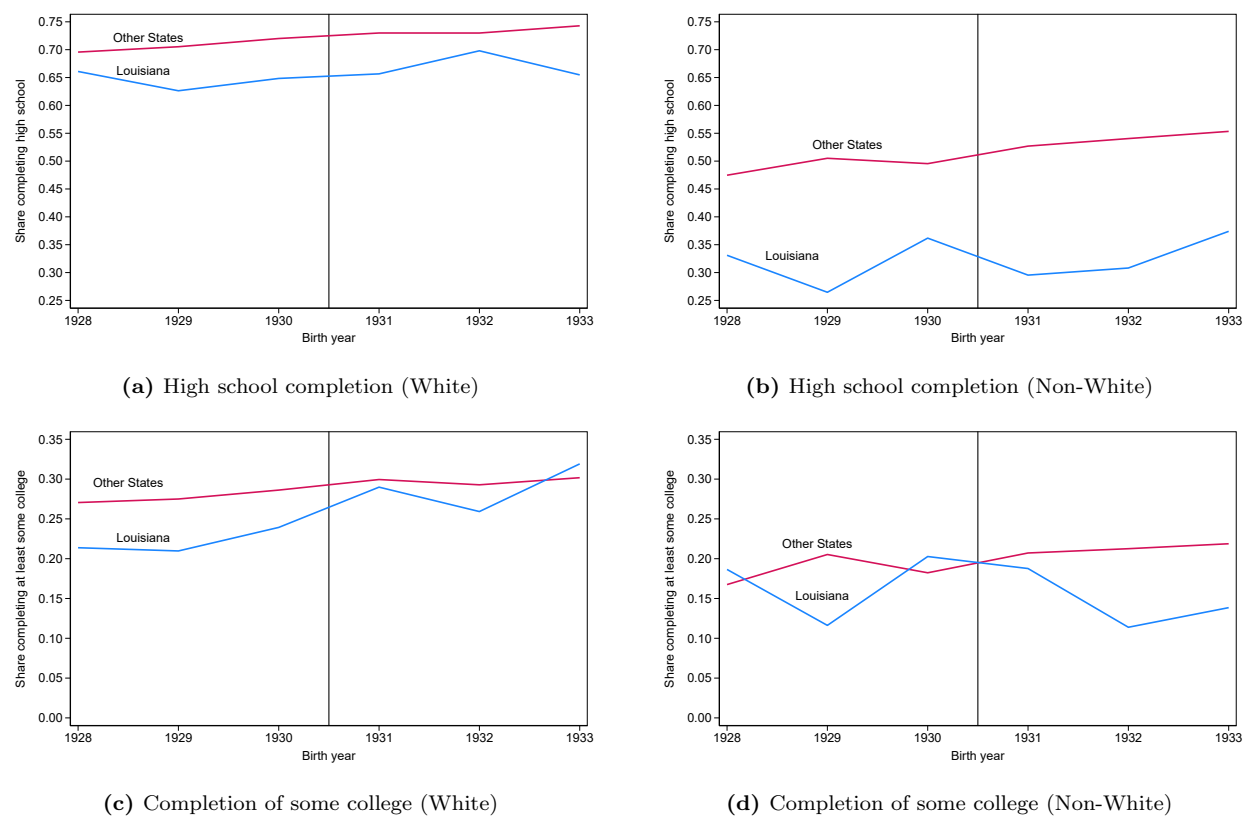 Share completing high school
0.75
0.70
0.65
0.60
0.55
0.50
0.45
0.40
0.35
0.30
0.25
Other States
Louisiana
1928 1929 1930 1931 1932 1933
Birth year
(a) High school completion (White)
Share completing high school
0.75
0.70
0.65
0.60
0.55
0.50
0.45
0.40
0.35
0.30
0.25
Other States
Louisiana
1928 1929 1930 1931 1932 1933
Birth year
(b) High school completion (Non-White)
Share completing at least some college
0.35
0.30
0.25
0.20
0.15
0.10
0.05
0.00
Other States
Louisiana
1928 1929 1930 1931 1932 1933
Birth year
(c) Completion of some college (White)
Share completing at least some college
0.35
0.30
0.25
0.20
0.15
0.10
0.05
0.00
Other States
Louisiana
1928 1929 1930 1931 1932 1933
Birth year
(d) Completion of some college (Non-White)